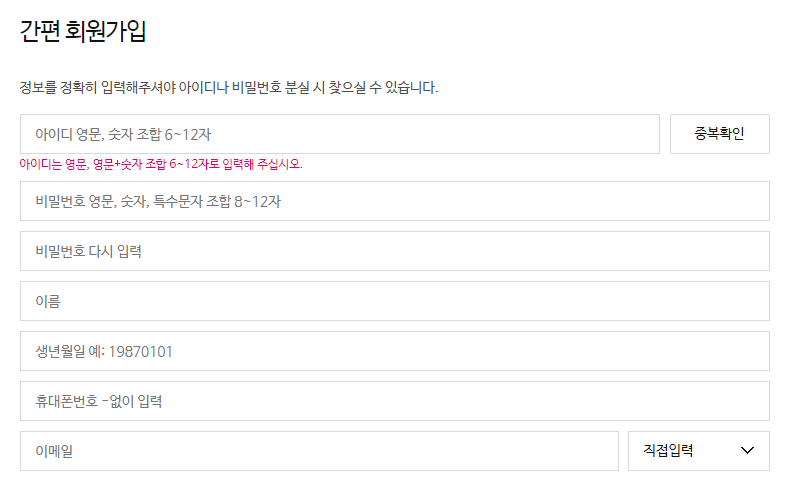 간편 회원가입
정보를 정확히 입력해주셔야 아이디나 비밀번호 분실 시 찾으실 수 있습니다.
아이디 영문, 숫자 조합 6~12자
중복확인
아이디는 영문, 영문+숫자 조합 6~12자로 입력해 주십시오.
비밀번호 영문, 숫자, 특수문자 조합 8~12자
비밀번호 다시 입력
이름
생년월일 예: 19870101
휴대폰번호 -없이 입력
이메일
직접입력